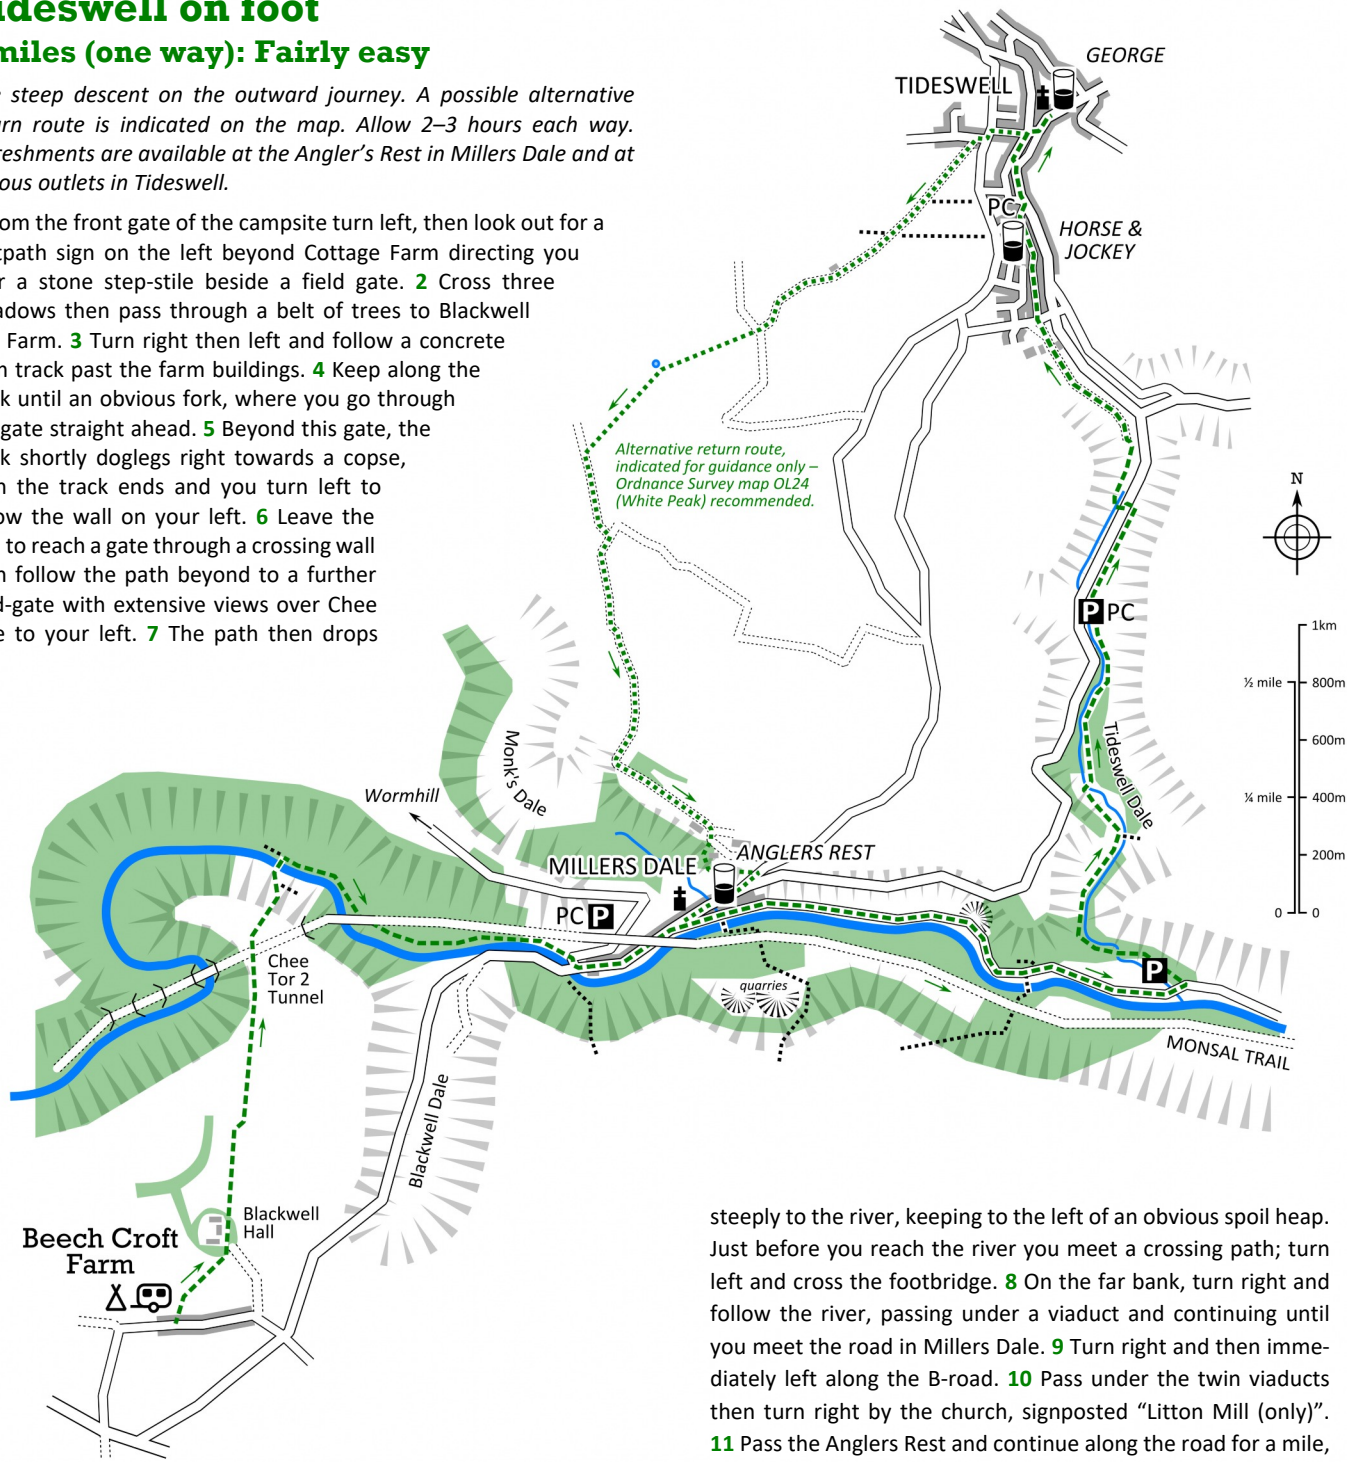 ideswell on foot
miles (one way): Fairly easy
steep descent on the outward journey. A possible alternative
urn route is indicated on the map. Allow 2–3 hours each way.
reshments are available at the Angler’s Rest in Millers Dale and at
ious outlets in Tideswell.
om the front gate of the campsite turn left, then look out for a
tpath sign on the left beyond Cottage Farm directing you
r a stone step-stile beside a field gate. 2 Cross three
adows then pass through a belt of trees to Blackwell
Farm. 3 Turn right then left and follow a concrete
n track past the farm buildings. 4 Keep along the
k until an obvious fork, where you go through
gate straight ahead. 5 Beyond this gate, the
k shortly doglegs right towards a copse,
n the track ends and you turn left to
ow the wall on your left. 6 Leave the
to reach a gate through a crossing wall
n follow the path beyond to a further
d-gate with extensive views over Chee
e to your left. 7 The path then drops
GEORGE
TIDESWELL
PC
HORSE &
JOCKEY
Alternative return route,
indicated for guidance only –
Ordnance Survey map OL24
(White Peak) recommended.
N
P PC
1km
½ mile
800m
600m
¼ mile
400m
200m
0
0
Tideswell Dale
Monk's Dale
Wormhill
MILLERS DALE
ANGLERS REST
PC P
Chee
Tor 2
Tunnel
quarries
P
MONSAL TRAIL
Blackwell Dale
Blackwell
Hall
Beech Croft
Farm
steeply to the river, keeping to the left of an obvious spoil heap.
Just before you reach the river you meet a crossing path; turn
left and cross the footbridge. 8 On the far bank, turn right and
follow the river, passing under a viaduct and continuing until
you meet the road in Millers Dale. 9 Turn right and then imme-
diately left along the B-road. 10 Pass under the twin viaducts
then turn right by the church, signposted “Litton Mill (only)”.
11 Pass the Anglers Rest and continue along the road for a mile,